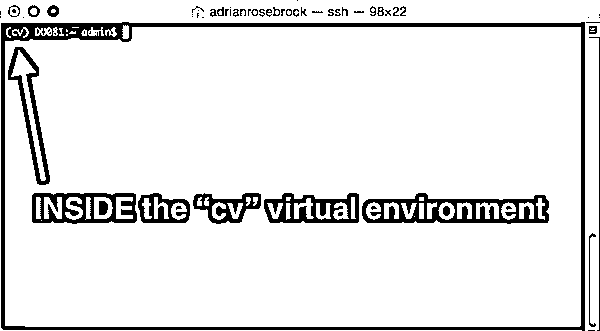 adrianrosebrock — ssh — 98x22
(cv) DU081:~ admin$
INSIDE the “cv” virtual environment